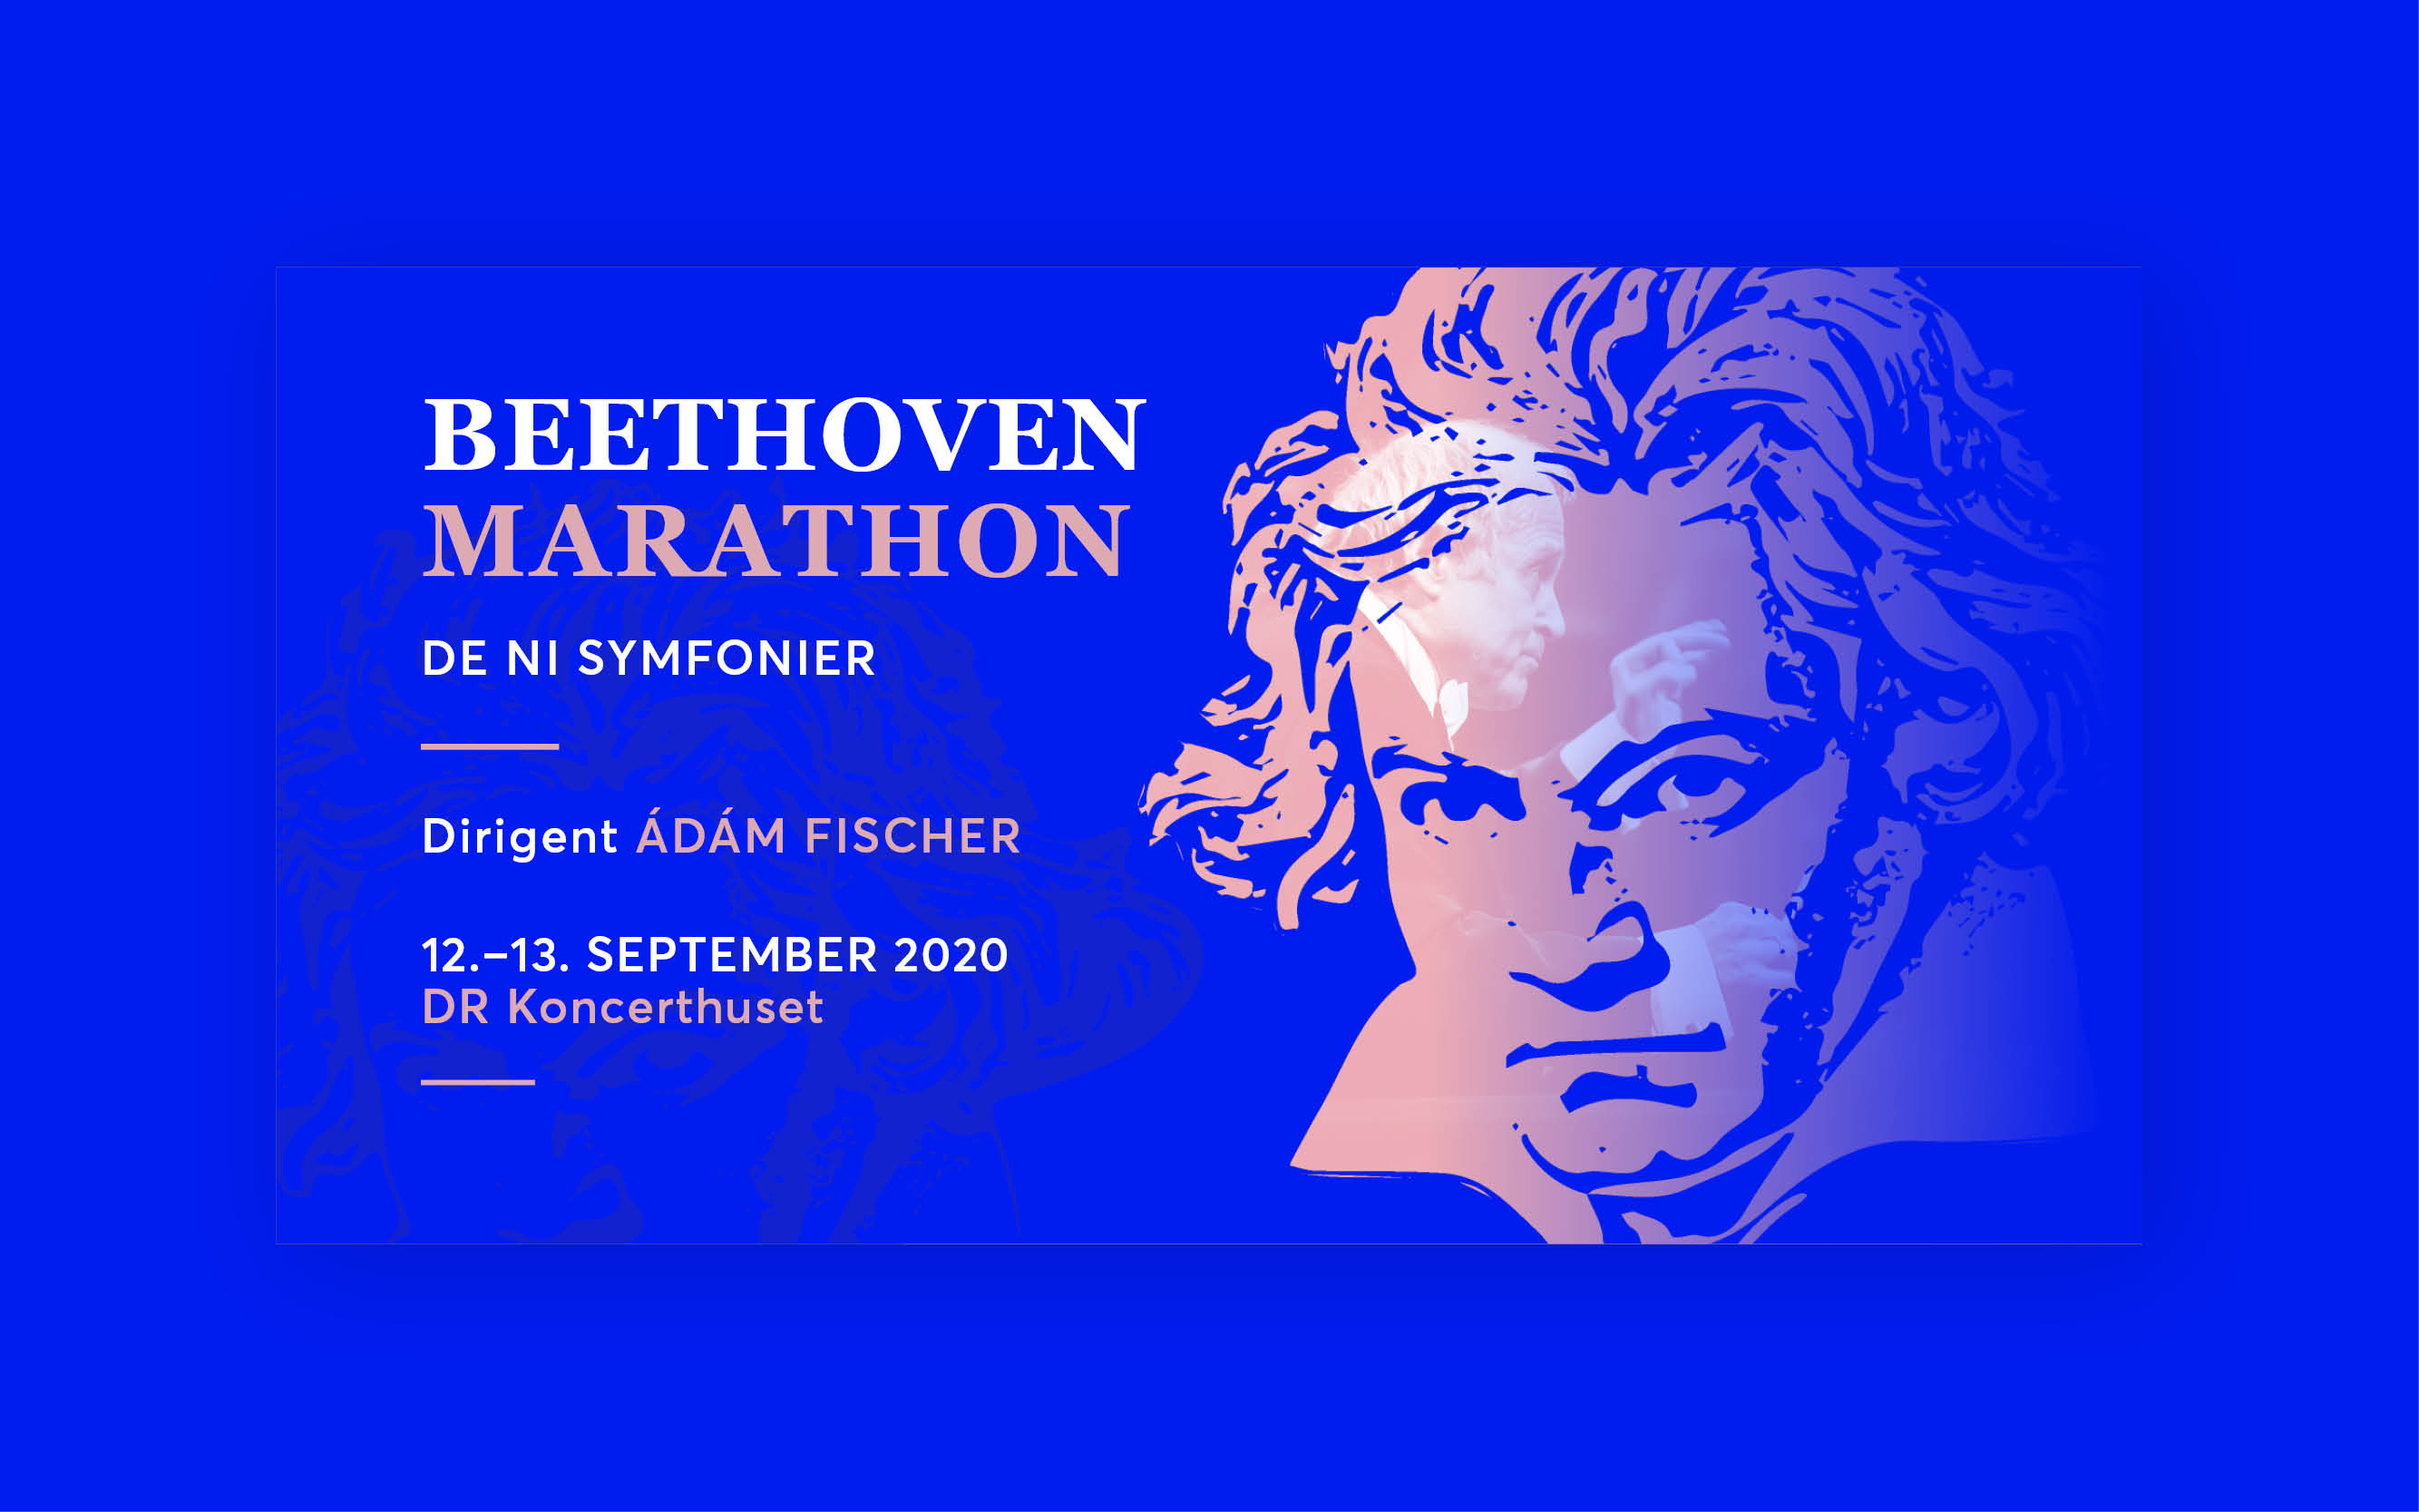 BEETHOVEN
MARATHON
DE NI SYMFONIER
Dirigent ÁDÁM FISCHER
12.–13. SEPTEMBER 2020
DR Koncerthuset